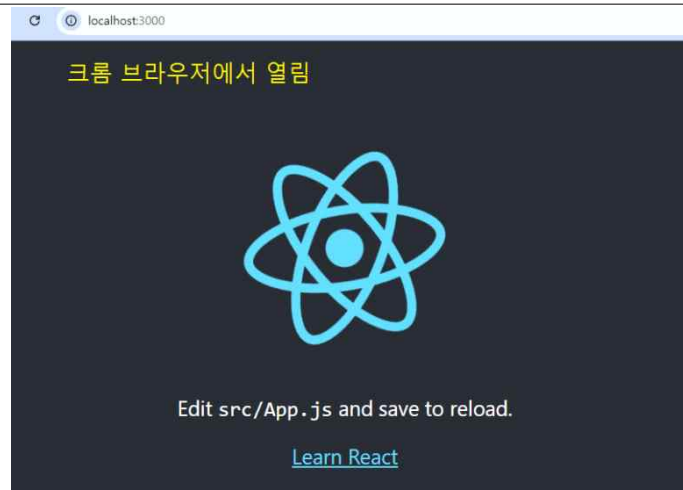 localhost:3000
크롬 브라우저에서 열림
Edit src/App.js and save to reload.
Learn React